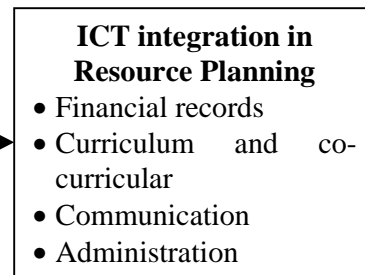 ICT integration in
Resource Planning
• Financial records
• Curriculum and co-
curricular
• Communication
• Administration